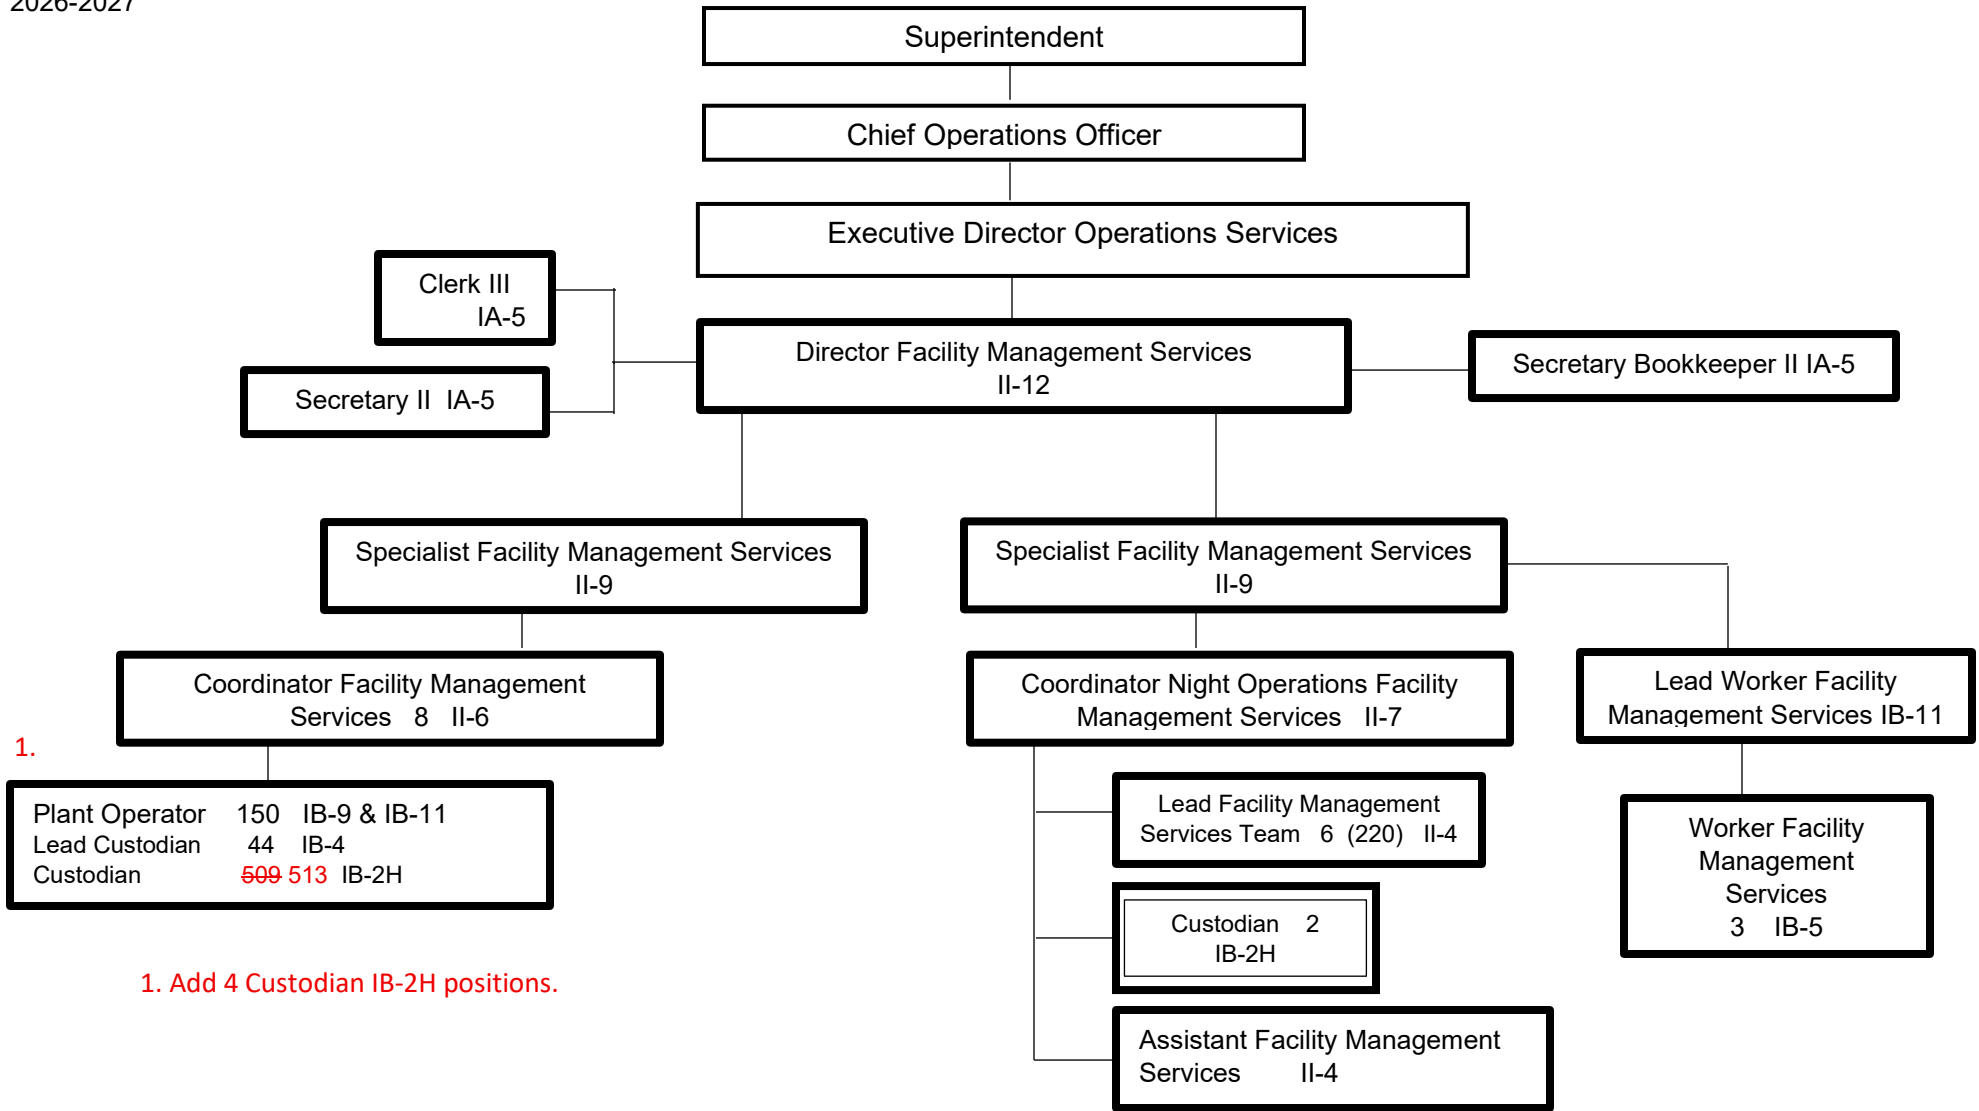 2026-2027
Superintendent
Chief Operations Officer
Executive Director Operations Services
Clerk III
IA-5
Secretary II IA-5
Director Facility Management Services
II-12
Secretary Bookkeeper II IA-5
Specialist Facility Management Services
II-9
Specialist Facility Management Services
II-9
Coordinator Facility Management
Services 8 II-6
Coordinator Night Operations Facility
Management Services II-7
Lead Worker Facility
Management Services IB-11
1.
Plant Operator 150 IB-9 & IB-11
Lead Custodian 44 IB-4
Custodian 509 513 IB-2H
Lead Facility Management
Services Team 6 (220) II-4
Custodian 2
IB-2H
Assistant Facility Management
Services II-4
Worker Facility
Management
Services
3 IB-5
1. Add 4 Custodian IB-2H positions.